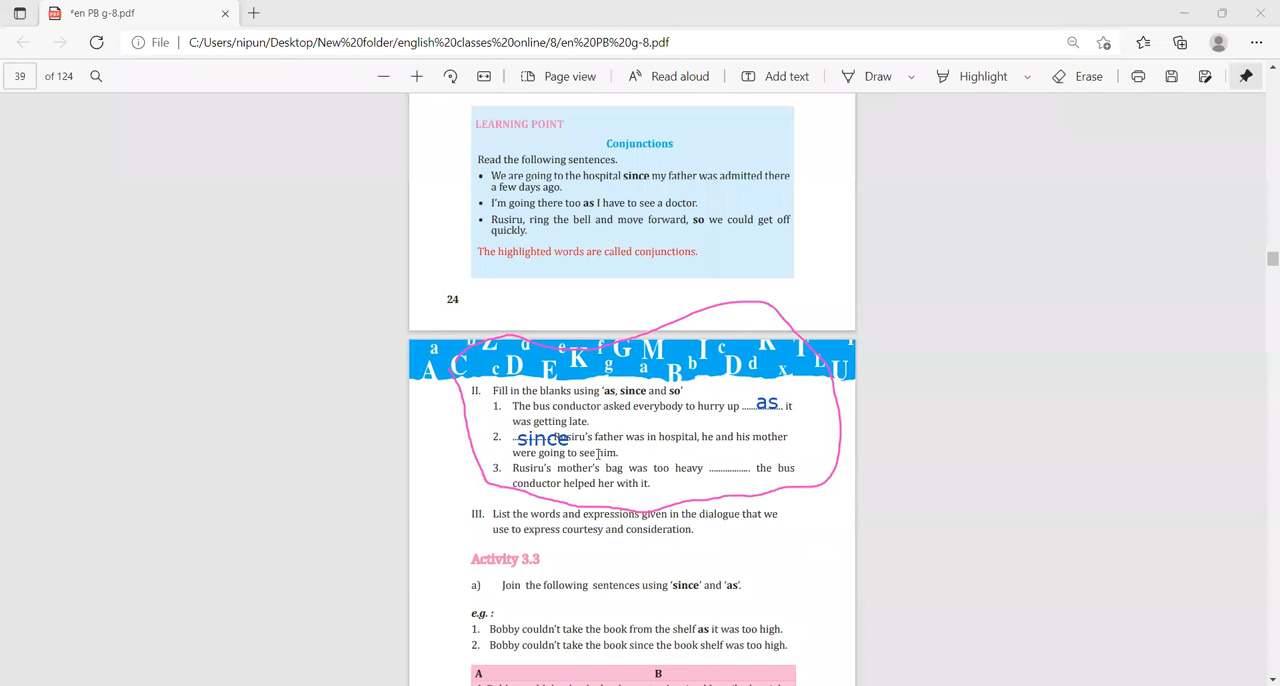 *en PB g-8.pdf
File C:/Users/nipun/Desktop/New%20folder/english%20classes%20online/8/en%20PB%20g-8.pdf
39 of 124 Page view Read aloud Add text Draw Highlight Erase
LEARNING POINT
Conjunctions
Read the following sentences.
• We are going to the hospital since my father was admitted there
a few days ago.
• I'm going there too as I have to see a doctor.
• Rusiru, ring the bell and move forward, so we could get off
quickly.
The highlighted words are called conjunctions.
24
II. Fill in the blanks using 'as, since and so'
1. The bus conductor asked everybody to hurry up ...as... it
was getting late.
2. since Rusiru's father was in hospital, he and his mother
were going to see him.
3. Rusiru's mother's bag was too heavy .................. the bus
conductor helped her with it.
III. List the words and expressions given in the dialogue that we
use to express courtesy and consideration.
Activity 3.3
a) Join the following sentences using 'since' and 'as'.
e.g. :
1. Bobby couldn't take the book from the shelf as it was too high.
2. Bobby couldn't take the book since the book shelf was too high.
A B